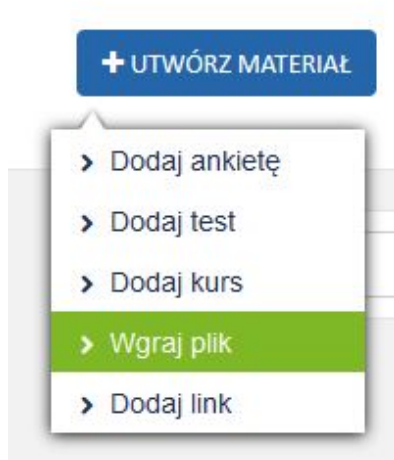 + UTWÓRZ MATERIAŁ
> Dodaj ankietę
> Dodaj test
> Dodaj kurs
> Wgraj plik
> Dodaj link